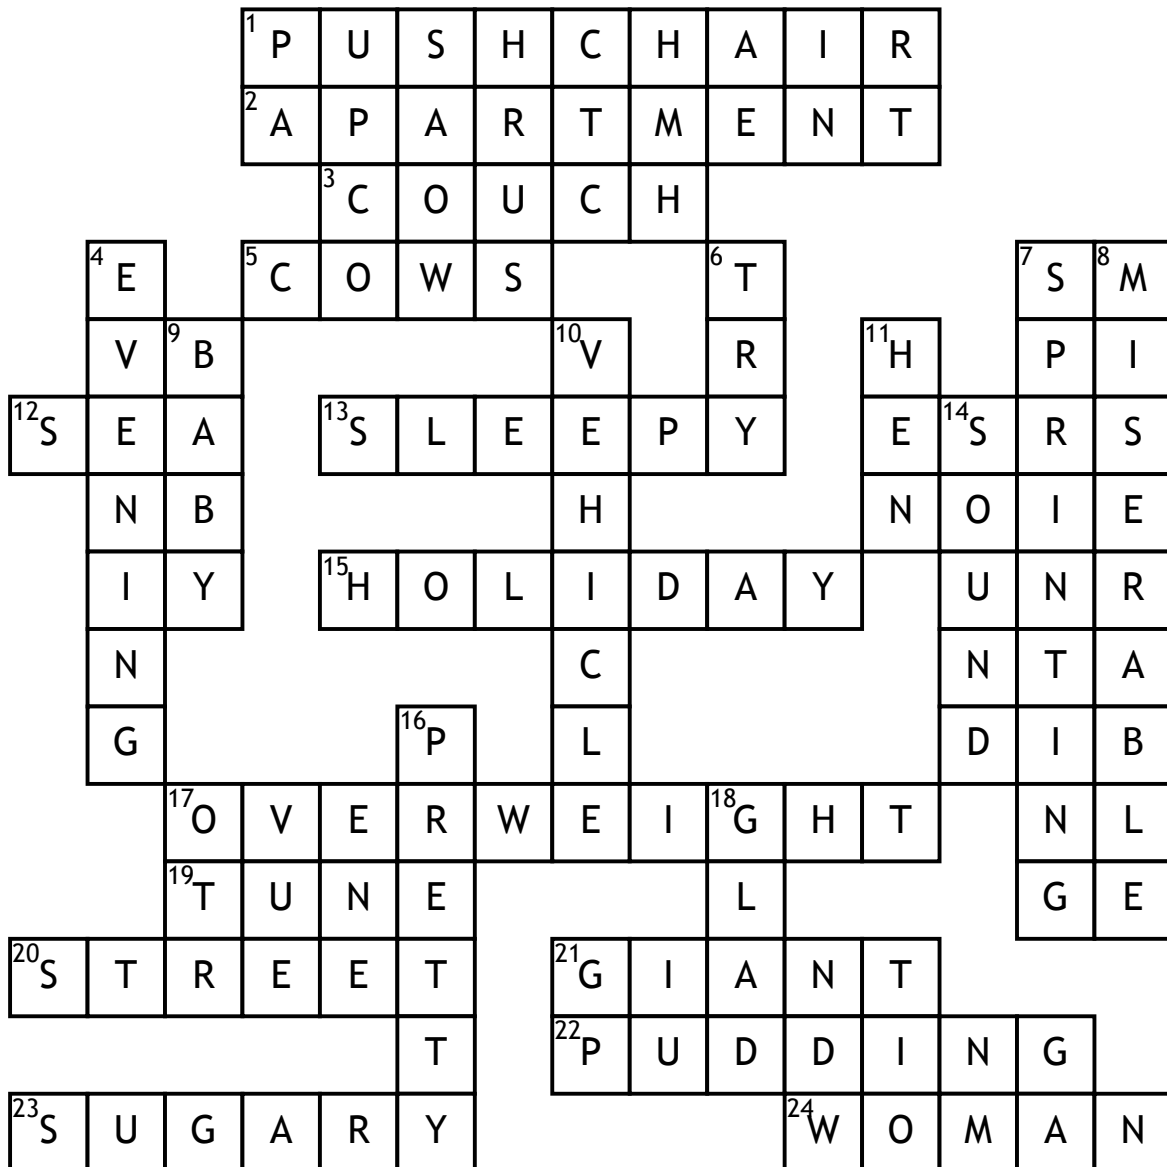 1 P U S H C H A I R
2 A P A R T M E N T
3 C O U C H
4 E 5 C O W S 6 T 7 S 8 M
V 9 B 10 V R 11 H P I
12 S E A 13 S L E E P Y E 14 S R S
N B H N O I E
I Y 15 H O L I D A Y U N R
N C N T A
G 16 P L D I B
17 O V E R W E I 18 G H T N L
19 T U N E L G E
20 S T R E E T 21 G I A N T
T 22 P U D D I N G
23 S U G A R Y 24 W O M A N